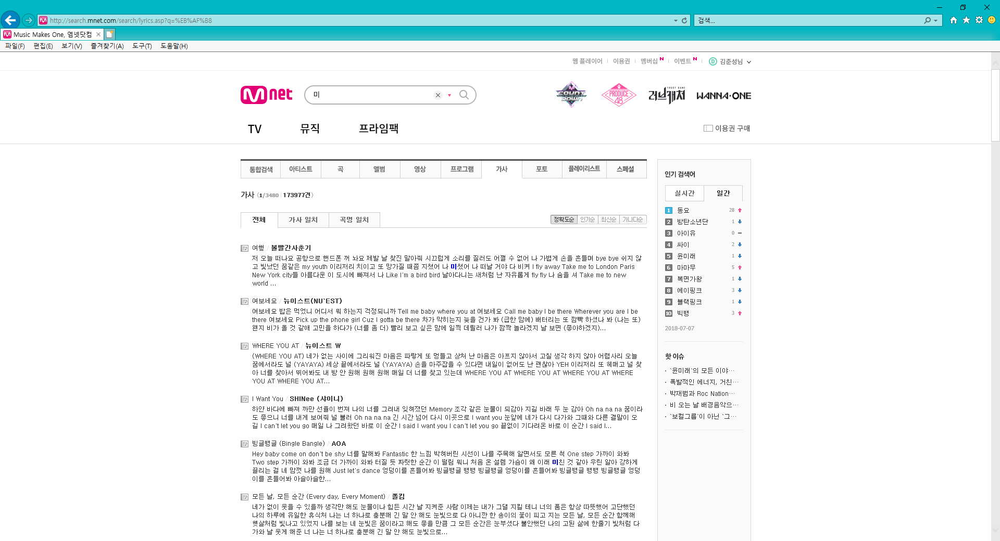 http://search.mnet.com/search/lyrics.asp?q=%EB%AF%B8
검색...
Music Makes One, 엠넷닷컴
파일(F) 편집(E) 보기(V) 즐겨찾기(A) 도구(T) 도움말(H)
웹 플레이어 이용권 멤버십 N 이벤트 N D 김준성님
Mnet
미
M COUNT DOWN
PRODUCE 48
TRUST GAME
러브캐처
WANNA·ONE
TV 뮤직 프라임팩
이용권 구매
통합검색 아티스트 곡 앨범 영상 프로그램 가사 포토 플레이리스트 스페셜
가사 (1/3480 | 173977건)
전체 가사 일치 곡명 일치
정확도순 인기순 최신순 가나다순
여행 / 볼빨간사춘기
저 오늘 떠나요 공항으로 핸드폰 꺼 놔요 제발 날 찾진 말아줘 시끄럽게 소리를 질러도 어쩔 수 없어 나 가볍게 손을 흔들며 bye bye 쉬지 않
고 빛났던 꿈같은 my youth 이리저리 치이고 또 망가질 때쯤 지쳤어 나 미쳤어 나 떠날 거야 다 비켜 I fly away Take me to London Paris
New York city들 아름다운 이 도시에 빠져서 나 Like I'm a bird bird 날아다니는 새처럼 난 자유롭게 fly fly 나 숨을 셔 Take me to new
world ...
여보세요 / 뉴이스트(NU`EST)
여보세요 밥은 먹었니 어디서 뭐 하는지 걱정되니까 Tell me baby where you at 여보세요 Call me baby I be there Wherever you are I be
there 여보세요 Pick up the phone girl Cuz I gotta be there 차가 막히는지 늦을 건가 봐 (급한 맘에) 배터리는 또 깜빡 하셨나 봐 (나는 또)
왠지 비가 올 것 같애 고민을 하다가 (너를 좀 더) 빨리 보고 싶은 맘에 일찍 데릴러 나가 깜짝 놀라겠지 날 보면 (좋아하겠지)...
WHERE YOU AT / 뉴이스트 W
(WHERE YOU AT) 네가 없는 사이에 그리워진 마음은 파랗게 또 멍들고 상처 난 마음은 아프지 않아서 고칠 생각 하지 않아 어렵사리 오늘
꿈에서라도 널 (YAYAYA) 세상 끝에서라도 널 (YAYAYA) 손을 마주잡을 수 있다면 내일이 없어도 난 괜찮아 YEH 이리저리 또 헤매고 널 찾
아 너를 찾아서 뛰어봐도 내 방 안 원해 원해 원해 매일 더 너를 찾고 있는데 WHERE YOU AT WHERE YOU AT WHERE YOU AT WHERE
YOU AT WHERE YOU AT...
I Want You / SHINee (샤이니)
하얀 바다에 빠져 까만 선율이 번져 나의 너를 그려내 잊혀졌던 Memory 조각 같은 눈물이 되감아 지길 바래 두 눈 감아 Oh na na na 꿈이라
도 좋으니 너를 내게 보여줘 널 불러 Oh na na na 긴 시간 넘어 다시 이곳으로 I want you 눈앞에 네가 다시 다가와 그때와 다른 결말이 오
길 I can't let you go 매일 나 그려왔던 바로 이 순간 I said I want you I can't let you go 끝없이 기다려온 바로 이 순간 I said I...
빙글뱅글 (Bingle Bangle) / AOA
Hey baby come on don't be shy 너를 말해봐 Fantastic 한 느낌 박혀버린 시선이 나를 주목해 알면서도 모른 척 One step 가까이 와봐
Two step 가까이 와봐 조금 더 가까이 와봐 터질 듯 짜릿한 순간 이 떨림 뭐니 처음 온 설렘 가슴이 왜 이래 미친 것 같아 우린 알아 강하게
끌리는 걸 네 맘껏 나를 원해 Just let's dance 엉덩이를 흔들어봐 빙글뱅글 뱅뱅 빙글뱅글 엉덩이를 흔들어봐 빙글뱅글 뱅뱅 빙글뱅글 엉덩
이를 흔들어봐 아슬아슬한...
모든 날, 모든 순간 (Every day, Every Moment) / 폴킴
네가 없이 웃을 수 있을까 생각만 해도 눈물이나 힘든 시간 날 지켜준 사람 이제는 내가 그댈 지킬 테니 너의 품은 항상 따뜻했어 고단했던
나의 하루에 유일한 휴식처 나는 너 하나로 충분해 긴 말 안 해도 눈빛으로 다 아니깐 한 송이의 꽃이 피고 지는 모든 날, 모든 순간 함께해
햇살처럼 빛나고 있었지 나를 보는 네 눈빛은 꿈이라고 해도 좋을 만큼 그 모든 순간은 눈부셨다 불안했던 나의 고된 삶에 한줄기 빛처럼 다
가와 날 웃게 해준 너 나는 너 하나로 충분해 긴 말 안 해도 눈빛으로...
인기 검색어
실시간 일간
1 동요 28
2 방탄소년단 1
3 아이유 0
4 싸이 2
5 윤미래 1
6 마마무 5
7 복면가왕 1
8 에이핑크 3
9 블랙핑크 1
10 빅뱅 3
2018-07-07
핫 이슈
· `윤미래`의 모든 이야…
· 폭발적인 에너지, 거친…
· 박재범과 Roc Nation…
· 비 오는 날 배경음악으…
· `보컬그룹`이 아닌 `그…